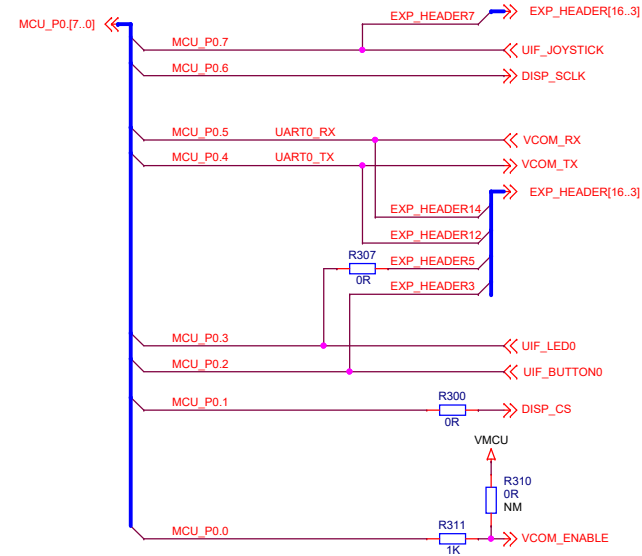 EXP_HEADER7 EXP_HEADER[16..3]
MCU_P0.[7..0]
MCU_P0.7 UIF_JOYSTICK
MCU_P0.6 DISP_SCLK
MCU_P0.5 UART0_RX VCOM_RX
MCU_P0.4 UART0_TX VCOM_TX
EXP_HEADER[16..3]
EXP_HEADER14
EXP_HEADER12
R307 EXP_HEADER5
0R
EXP_HEADER3
MCU_P0.3 UIF_LED0
MCU_P0.2 UIF_BUTTON0
R300
MCU_P0.1 DISP_CS
0R
VMCU
R310
0R
NM
R311
MCU_P0.0 VCOM_ENABLE
1K